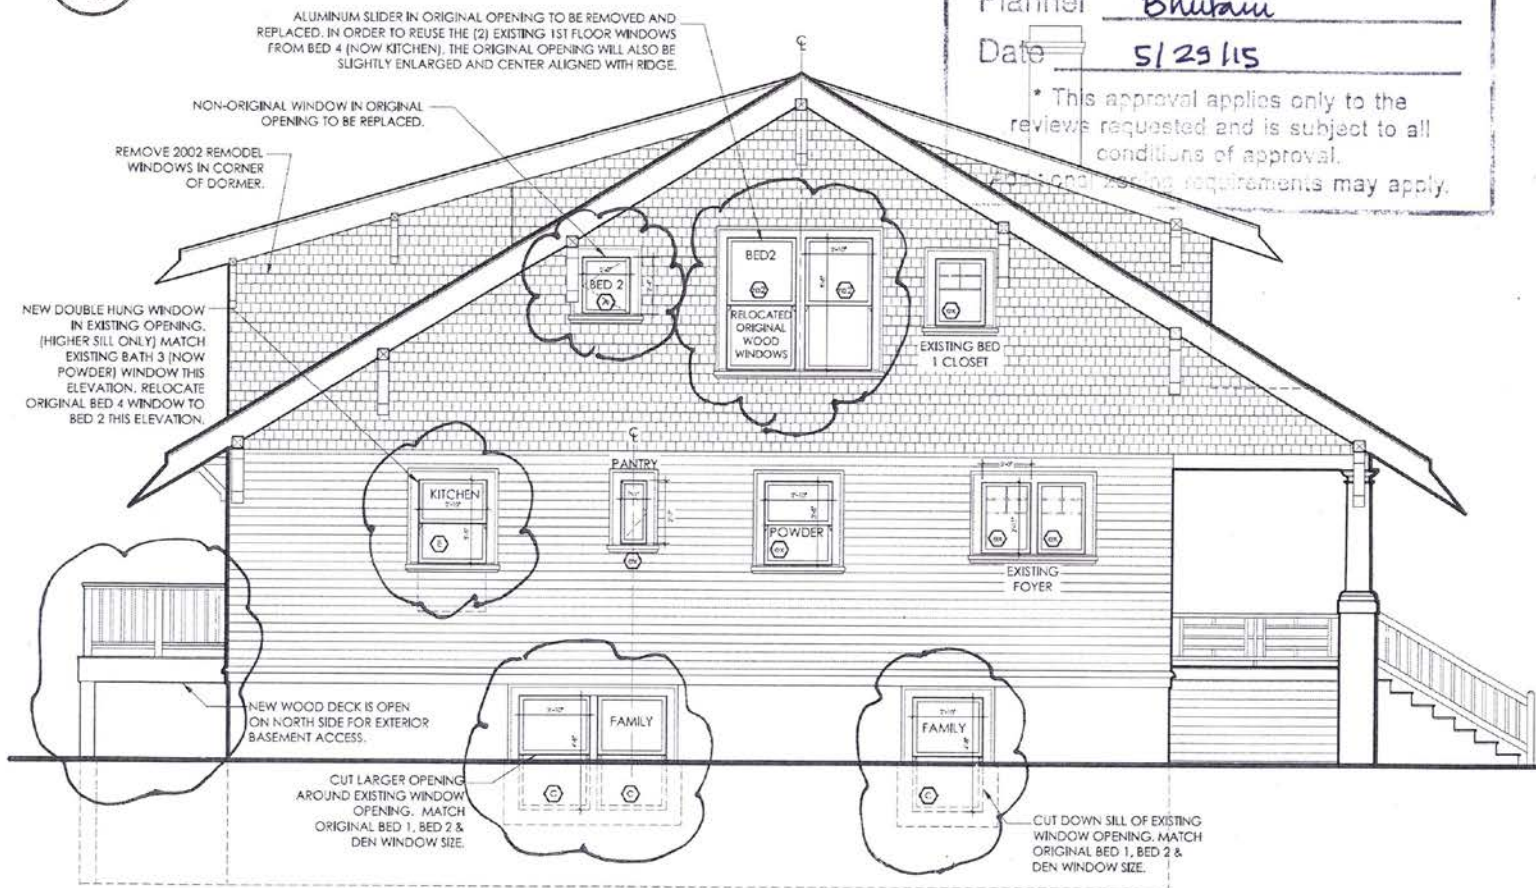 ALUMINUM SLIDER IN ORIGINAL OPENING TO BE REMOVED AND
REPLACED. IN ORDER TO REUSE THE (2) EXISTING 1ST FLOOR WINDOWS
FROM BED 4 (NOW KITCHEN), THE ORIGINAL OPENING WILL ALSO BE
SLIGHTLY ENLARGED AND CENTER ALIGNED WITH RIDGE.
Planner
Date 5/29/15
* This approval applies only to the
reviews requested and is subject to all
conditions of approval.
requirements may apply.
NON-ORIGINAL WINDOW IN ORIGINAL
OPENING TO BE REPLACED.
REMOVE 2002 REMODEL
WINDOWS IN CORNER
OF DORMER.
NEW DOUBLE HUNG WINDOW
IN EXISTING OPENING.
(HIGHER SILL ONLY) MATCH
EXISTING BATH 3 (NOW
POWDER) WINDOW THIS
ELEVATION. RELOCATE
ORIGINAL BED 4 WINDOW TO
BED 2 THIS ELEVATION.
BED 2
BED2
RELOCATED
ORIGINAL
WOOD
WINDOWS
EXISTING BED
1 CLOSET
KITCHEN
PANTRY
POWDER
EXISTING
FOYER
NEW WOOD DECK IS OPEN
ON NORTH SIDE FOR EXTERIOR
BASEMENT ACCESS.
FAMILY
C
C
FAMILY
C
CUT LARGER OPENING
AROUND EXISTING WINDOW
OPENING. MATCH
ORIGINAL BED 1, BED 2 &
DEN WINDOW SIZE.
CUT DOWN SILL OF EXISTING
WINDOW OPENING. MATCH
ORIGINAL BED 1, BED 2 &
DEN WINDOW SIZE.